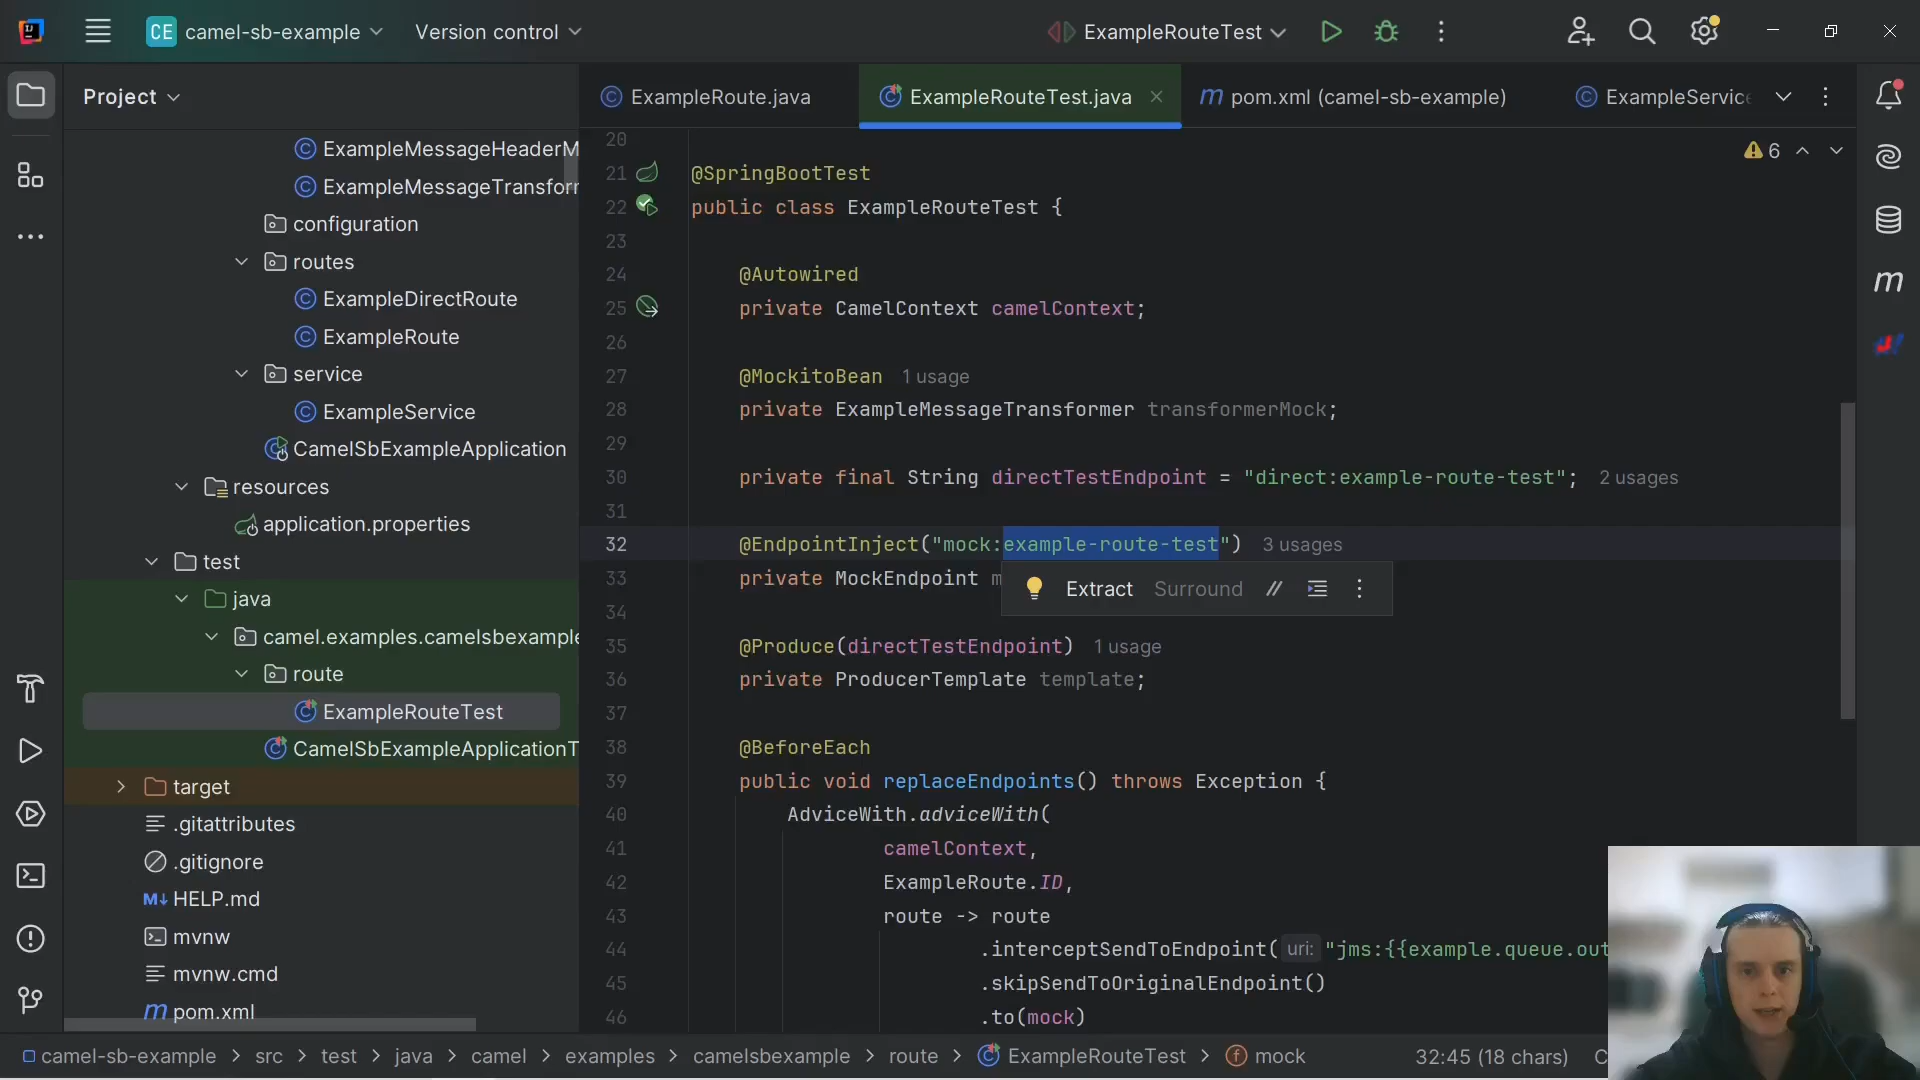 CE camel-sb-example Version control ExampleRouteTest
Project
ExampleRoute.java ExampleRouteTest.java pom.xml (camel-sb-example) ExampleService
ExampleMessageHeaderM
ExampleMessageTransform
configuration
routes
ExampleDirectRoute
ExampleRoute
service
ExampleService
CamelSbExampleApplication
resources
application.properties
test
java
camel.examples.camelsbexample
route
ExampleRouteTest
CamelSbExampleApplicationT
target
.gitattributes
.gitignore
HELP.md
mvnw
mvnw.cmd
pom.xml
6
20
21 @SpringBootTest
22 public class ExampleRouteTest {
23
24 @Autowired
25 private CamelContext camelContext;
26
27 @MockitoBean 1 usage
28 private ExampleMessageTransformer transformerMock;
29
30 private final String directTestEndpoint = "direct:example-route-test"; 2 usages
31
32 @EndpointInject("mock:example-route-test") 3 usages
33 private MockEndpoint m
Extract Surround //
34
35 @Produce(directTestEndpoint) 1 usage
36 private ProducerTemplate template;
37
38 @BeforeEach
39 public void replaceEndpoints() throws Exception {
40 AdviceWith.adviceWith(
41 camelContext,
42 ExampleRoute.ID,
43 route -> route
44 .interceptSendToEndpoint( uri: "jms:{{example.queue.out
45 .skipSendToOriginalEndpoint()
46 .to(mock)
camel-sb-example > src > test > java > camel > examples > camelsbexample > route > ExampleRouteTest > mock 32:45 (18 chars) C